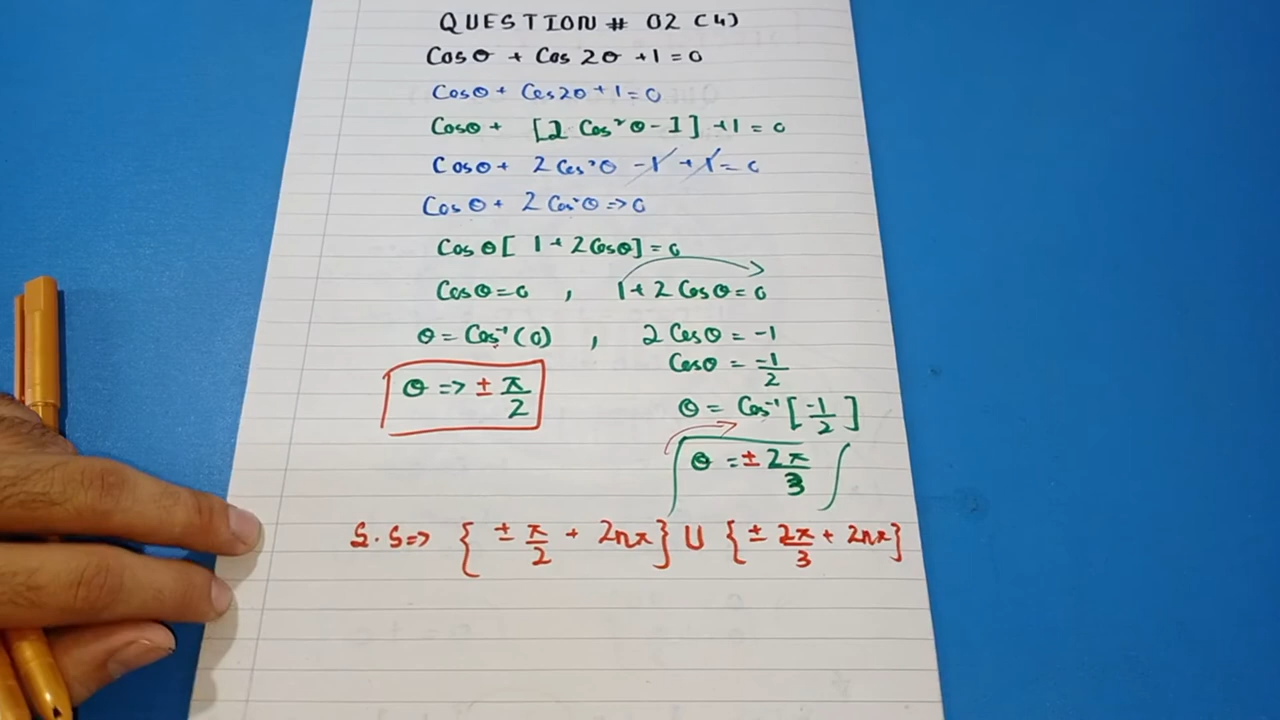 QUESTION # 02 (4)
Cosθ + Cos 2θ + 1 = 0
Cosθ + Cos2θ + 1 = 0
Cosθ + [2 Cos²θ - 1] + 1 = 0
Cosθ + 2 Cos²θ - 1 + 1 = 0
Cosθ + 2 Cos²θ => 0
Cosθ [ 1 + 2Cosθ] = 0
Cosθ = 0 , 1 + 2 Cosθ = 0
θ = Cos⁻¹(0) , 2 Cosθ = -1
Cosθ = -1/2
θ => ± π/2
θ = Cos⁻¹ [-1/2]
θ = ± 2π/3
S.S => { ± π/2 + 2nπ} U { ± 2π/3 + 2nπ}